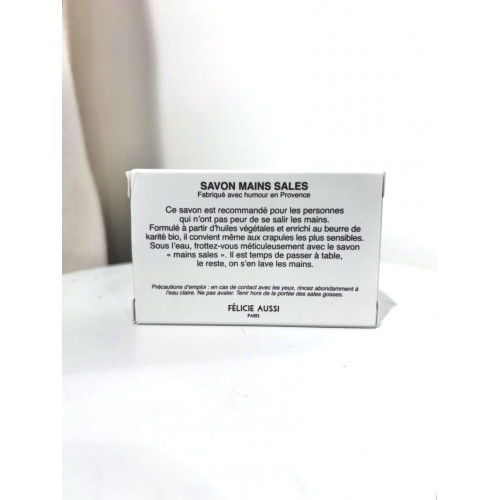 SAVON MAINS SALES
Fabriqué avec humour en Provence
Ce savon est recommandé pour les personnes
qui n'ont pas peur de se salir les mains.
Formulé à partir d'huiles végétales et enrichi au beurre de
karité bio, il convient même aux crapules les plus sensibles.
Sous l'eau, frottez-vous méticuleusement avec le savon
« mains sales ». Il est temps de passer à table,
le reste, on s'en lave les mains.
Précautions d'emploi : en cas de contact avec les yeux, rincez abondamment à
l'eau claire. Ne pas avaler. Tenir hors de la portée des sales gosses.
FÉLICIE AUSSI
PARIS